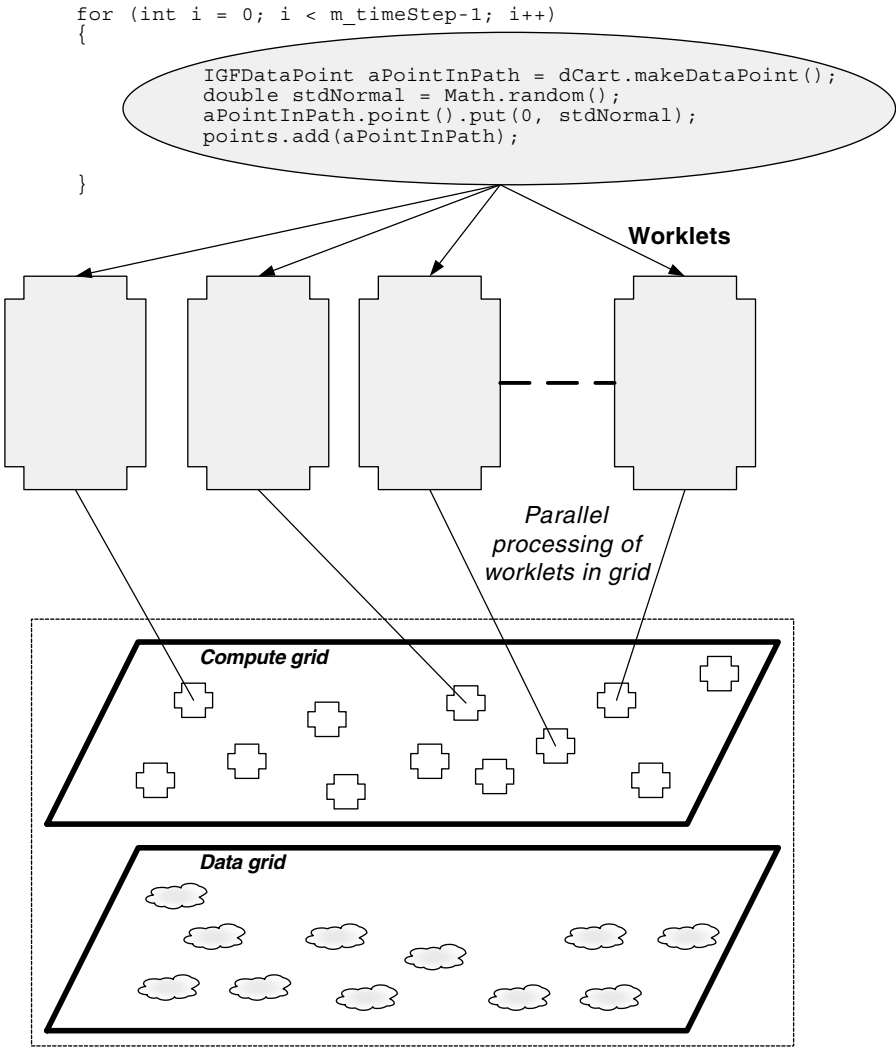 for (int i = 0; i < m_timeStep-1; i++)
{
IGFDataPoint aPointInPath = dCart.makeDataPoint();
double stdNormal = Math.random();
aPointInPath.point().put(0, stdNormal);
points.add(aPointInPath);
}
Worklets
Parallel
processing of
worklets in grid
Compute grid
Data grid